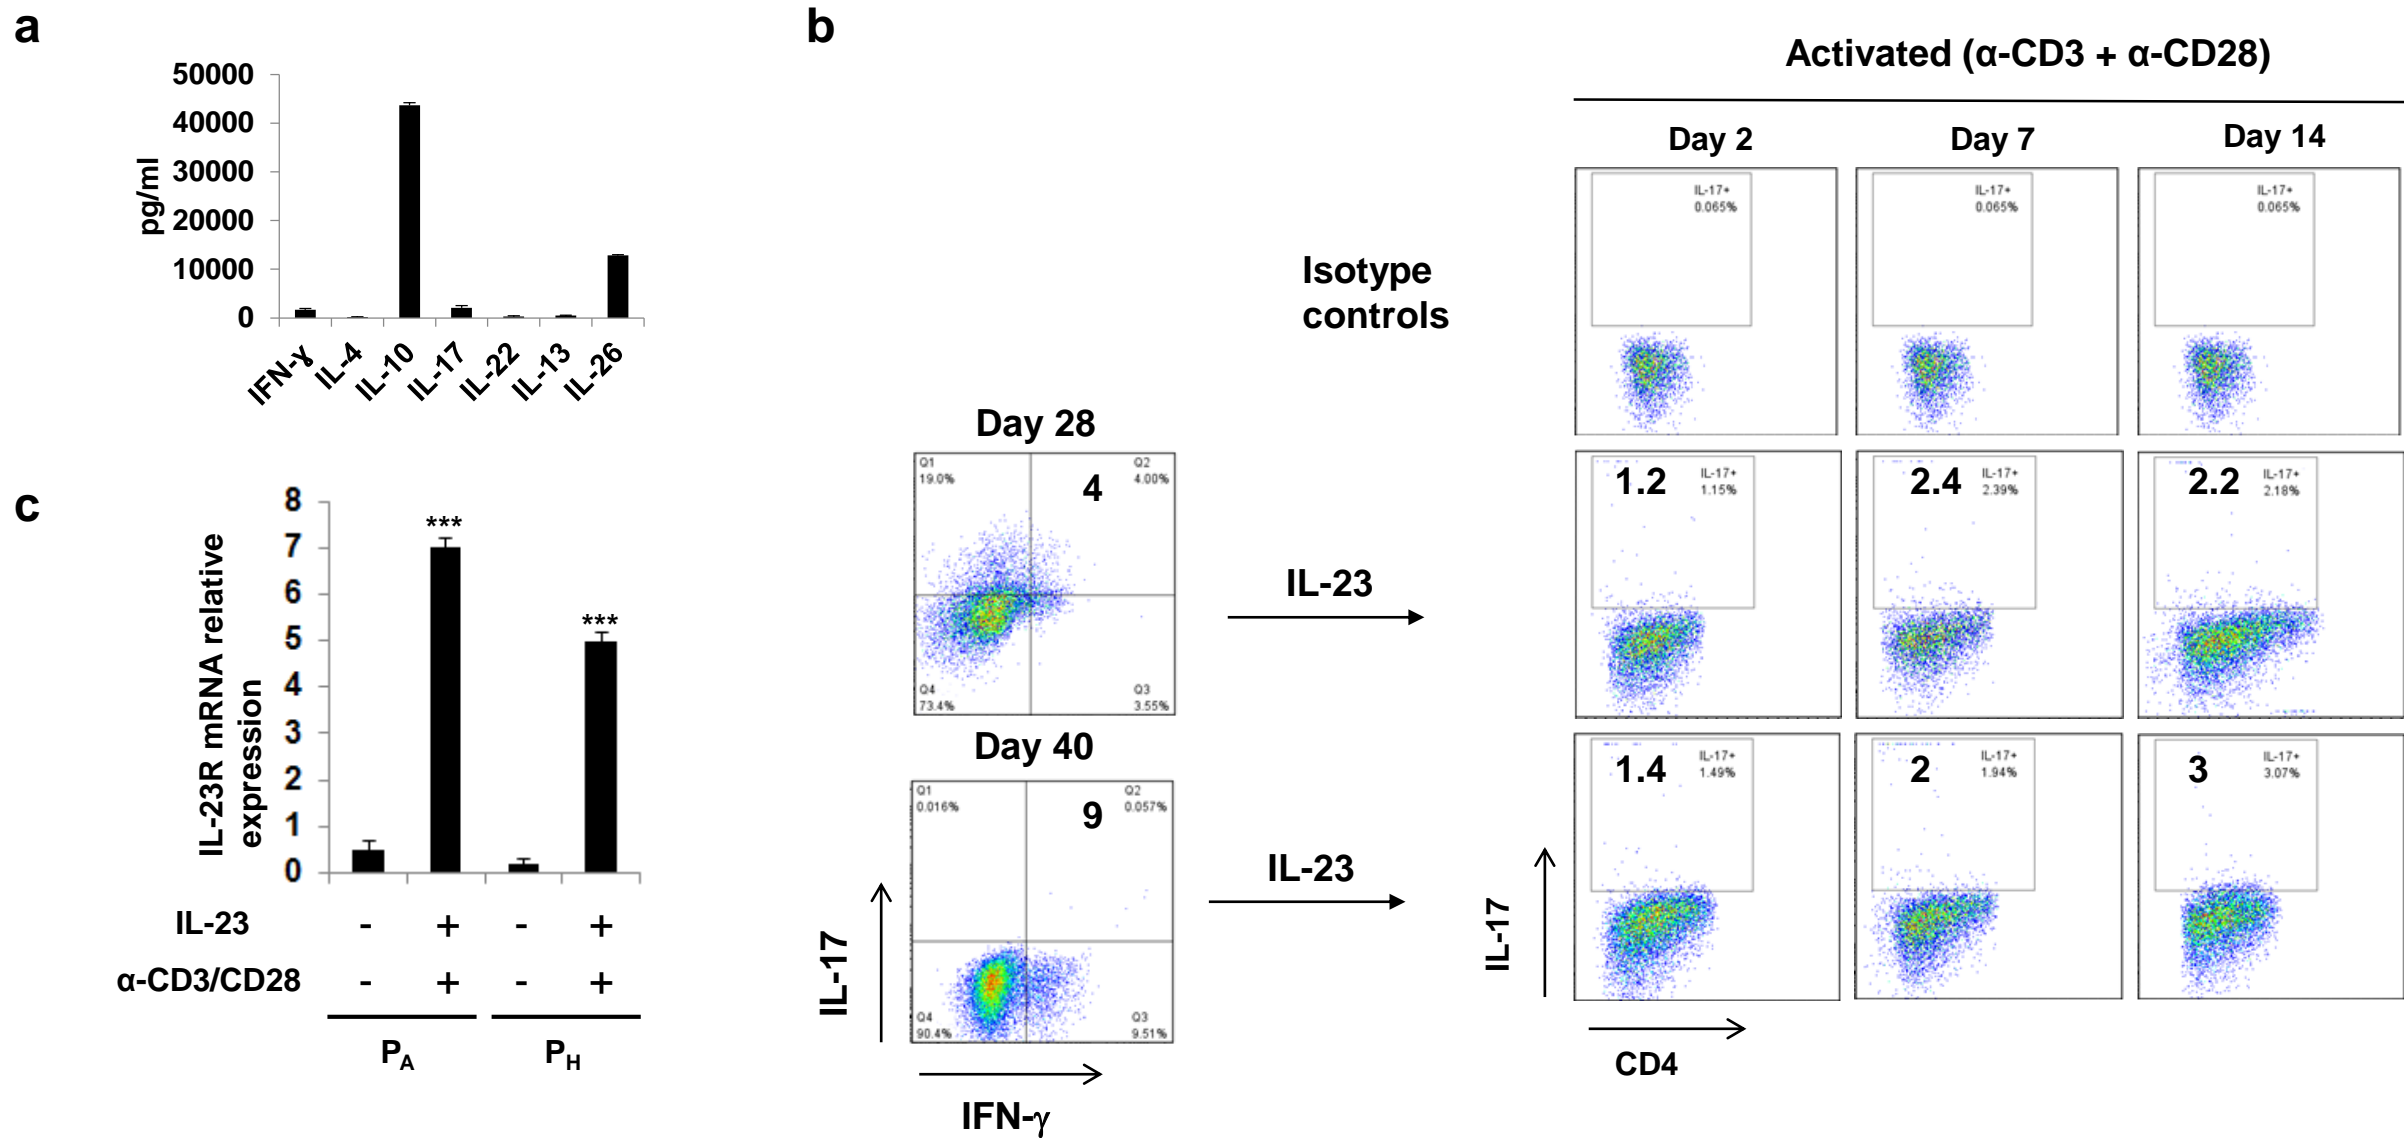 a
50000
40000
30000
20000
10000
0
pg/ml
IFN-γ
IL-4
IL-10
IL-17
IL-22
IL-13
IL-26
b
Activated (α-CD3 + α-CD28)
Day 2
Day 7
Day 14
Isotype
controls
IL-17+
0.065%
IL-17+
0.065%
IL-17+
0.065%
Day 28
Q1
19.0%
4
Q2
4.00%
Q4
73.4%
Q3
3.55%
IL-23
1.2
IL-17+
1.15%
2.4
IL-17+
2.39%
2.2
IL-17+
2.18%
Day 40
Q1
0.016%
9
Q2
0.057%
Q4
90.4%
Q3
9.51%
IL-23
1.4
IL-17+
1.49%
2
IL-17+
1.94%
3
IL-17+
3.07%
IL-17
IFN-γ
IL-17
CD4
c
8
7
6
5
4
3
2
1
0
IL-23R mRNA relative
expression
***
***
IL-23 - + - +
α-CD3/CD28 - + - +
PA PH